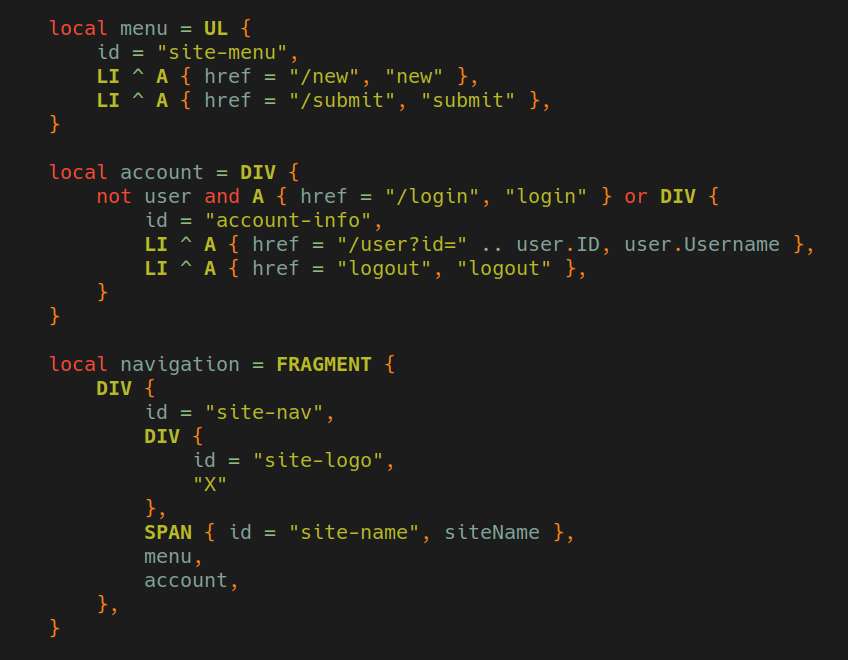 local menu = UL {
    id = "site-menu",
    LI ^ A { href = "/new", "new" },
    LI ^ A { href = "/submit", "submit" },
}

local account = DIV {
    not user and A { href = "/login", "login" } or DIV {
        id = "account-info",
        LI ^ A { href = "/user?id=" .. user.ID, user.Username },
        LI ^ A { href = "logout", "logout" },
    }
}

local navigation = FRAGMENT {
    DIV {
        id = "site-nav",
        DIV {
            id = "site-logo",
            "X"
        },
        SPAN { id = "site-name", siteName },
        menu,
        account,
    },
}